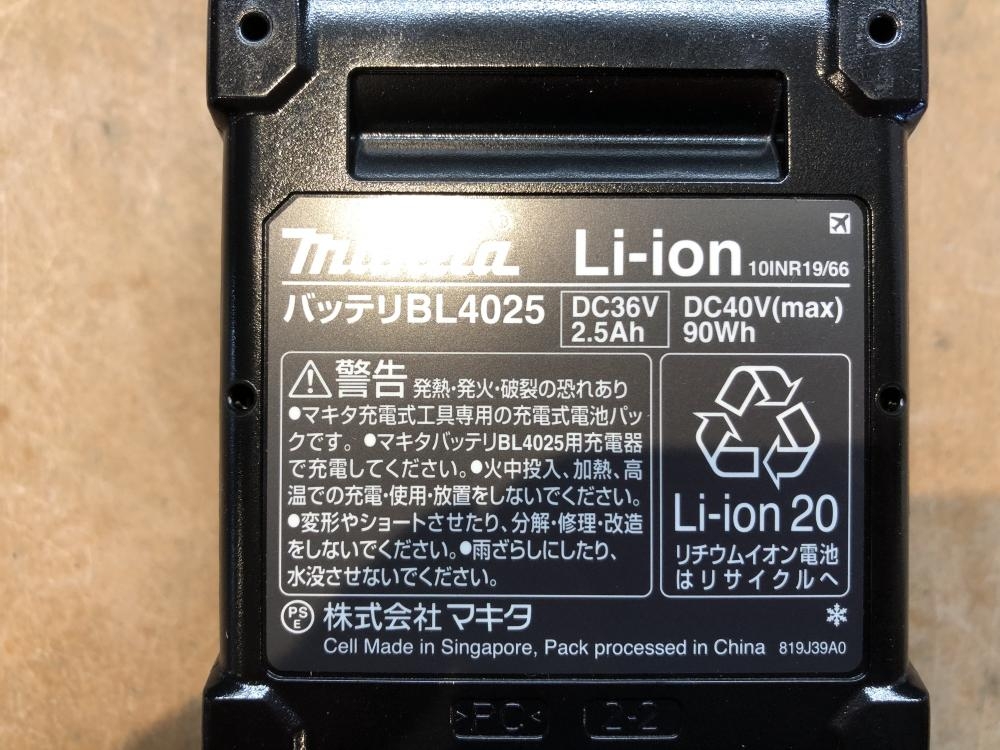 makita
Li-ion 10INR19/66
バッテリBL4025
DC36V
2.5Ah
DC40V(max)
90Wh
警告 発熱・発火・破裂の恐れあり
●マキタ充電式工具専用の充電式電池パッ
クです。●マキタバッテリBL4025用充電器
で充電してください。●火中投入、加熱、高
温での充電・使用・放置をしないでください。
●変形やショートさせたり、分解・修理・改造
をしないでください。●雨ざらしにしたり、
水没させないでください。
Li-ion 20
リチウムイオン電池
はリサイクルへ
PS
E
株式会社 マキタ
Cell Made in Singapore, Pack processed in China 819J39A0
>PC< 2-2